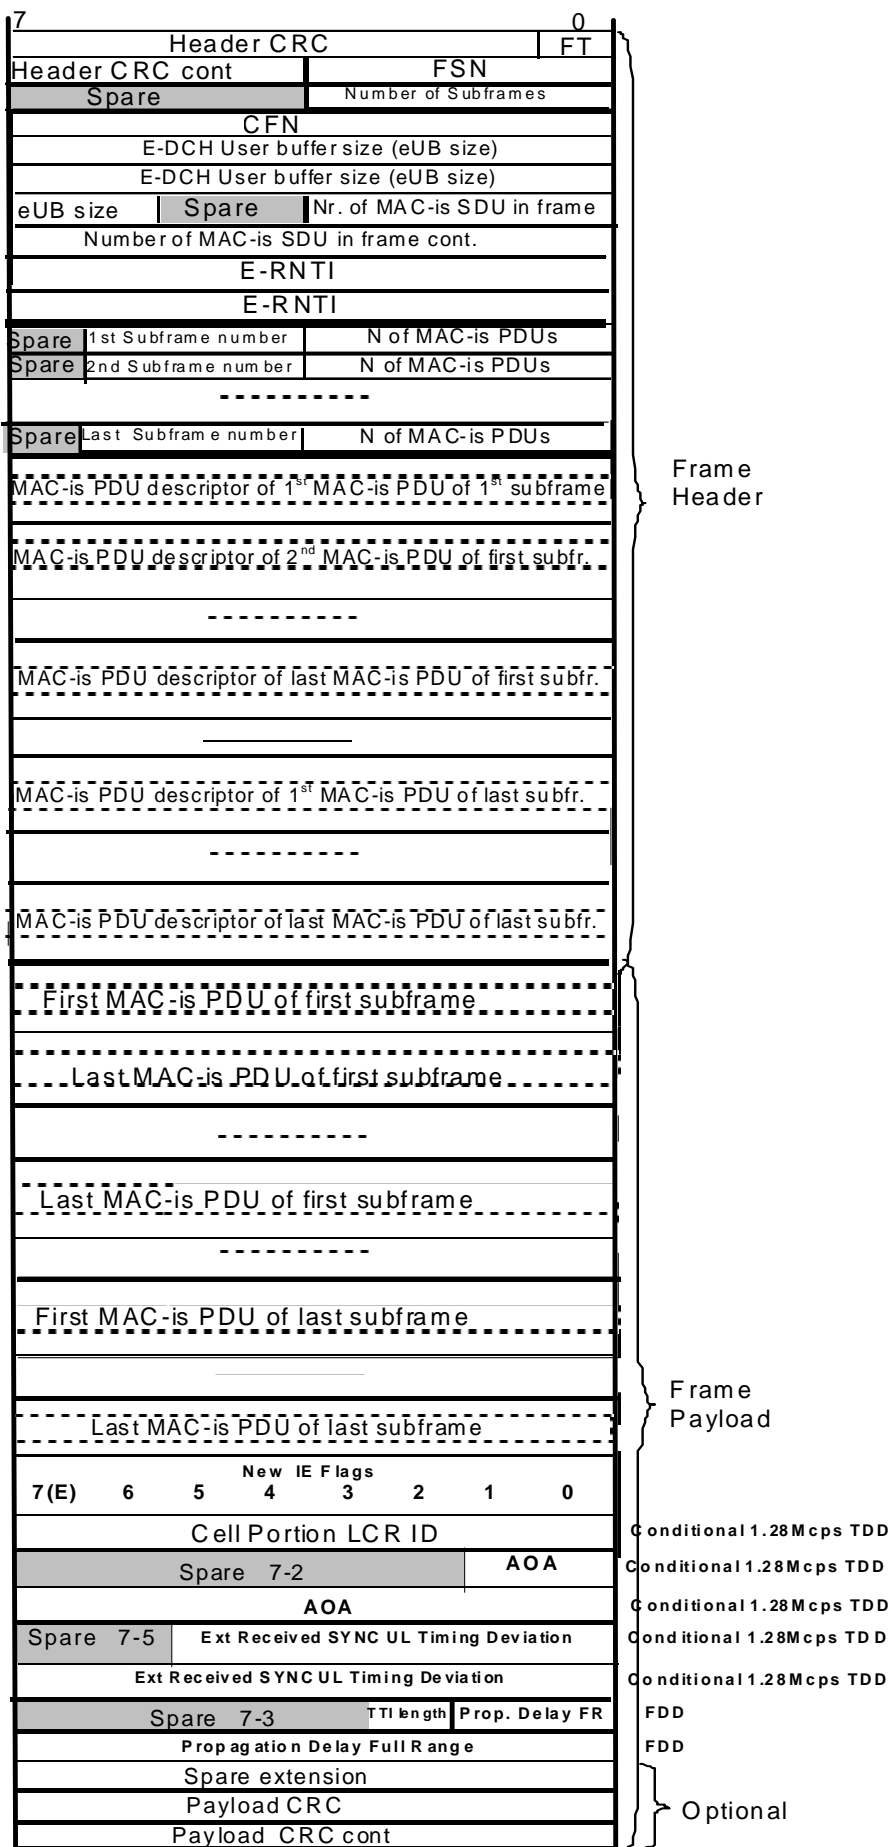 7 0
Header CRC FT
Header CRC cont FSN
Spare Number of Subframes
CFN
E-DCH User buffer size (eUB size)
E-DCH User buffer size (eUB size)
eUB size Spare Nr. of MAC-is SDU in frame
Number of MAC-is SDU in frame cont.
E-RNTI
E-RNTI
Spare 1st Subframe number N of MAC-is PDUs
Spare 2nd Subframe number N of MAC-is PDUs
Spare Last Subframe number N of MAC-is PDUs
MAC-is PDU descriptor of 1st MAC-is PDU of 1st subframe
Frame
Header
MAC-is PDU descriptor of 2nd MAC-is PDU of first subfr.
MAC-is PDU descriptor of last MAC-is PDU of first subfr.
MAC-is PDU descriptor of 1st MAC-is PDU of last subfr.
MAC-is PDU descriptor of last MAC-is PDU of last subfr.
First MAC-is PDU of first subframe
Last MAC-is PDU of first subframe
Last MAC-is PDU of first subframe
First MAC-is PDU of last subframe
Frame
Payload
Last MAC-is PDU of last subframe
New IE Flags
7(E) 6 5 4 3 2 1 0
Cell Portion LCR ID Conditional 1.28Mcps TDD
Spare 7-2 AOA Conditional 1.28Mcps TDD
AOA Conditional 1.28Mcps TDD
Spare 7-5 Ext Received SYNC UL Timing Deviation Conditional 1.28Mcps TDD
Ext Received SYNC UL Timing Deviation Conditional 1.28Mcps TDD
Spare 7-3 TTI length Prop. Delay FR FDD
Propagation Delay Full Range FDD
Spare extension
Payload CRC
Optional
Payload CRC cont